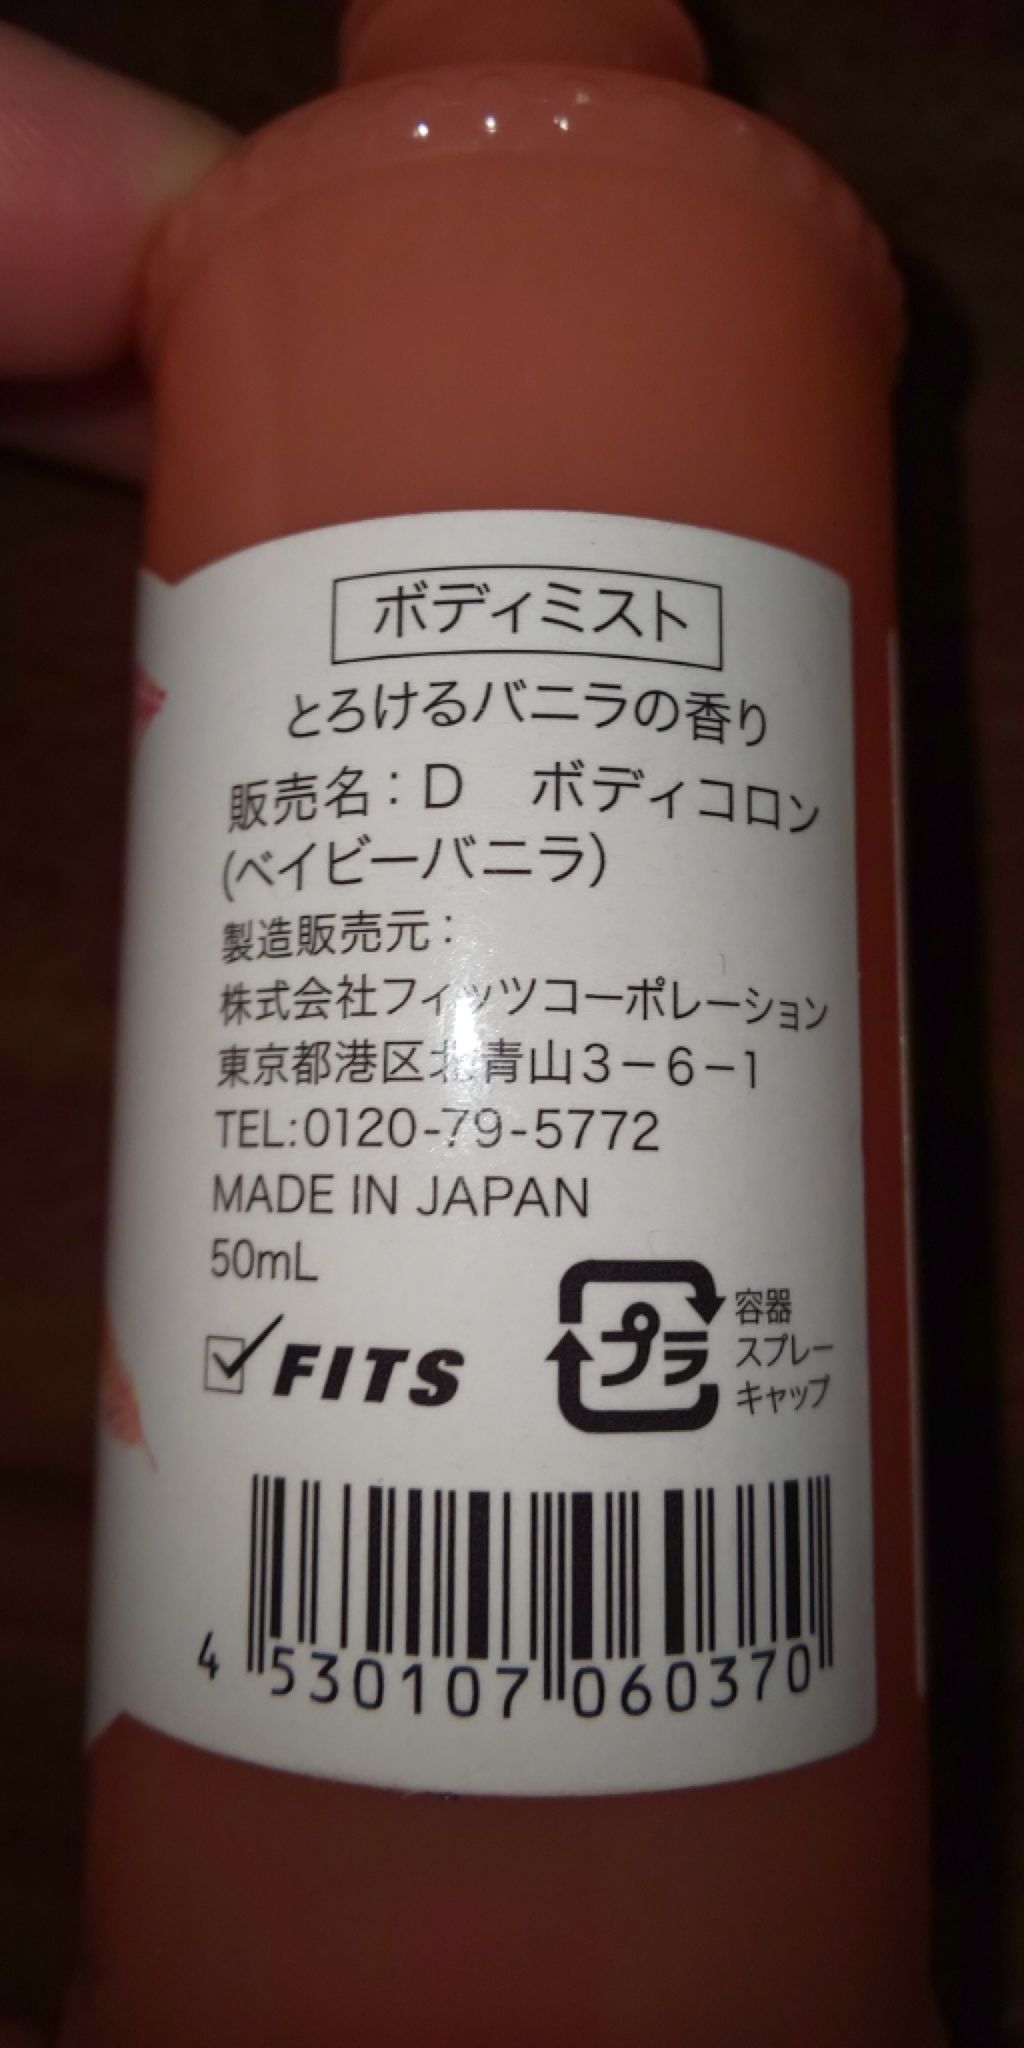 ボディミスト
とろけるバニラの香り
販売名：D　ボディコロン
(ベイビーバニラ)
製造販売元：
株式会社フィッツコーポレーション
東京都港区北青山3－6－1
TEL:0120-79-5772
MADE IN JAPAN
50mL
FITS
プラ
容器
スプレー
キャップ
4 530107 060370